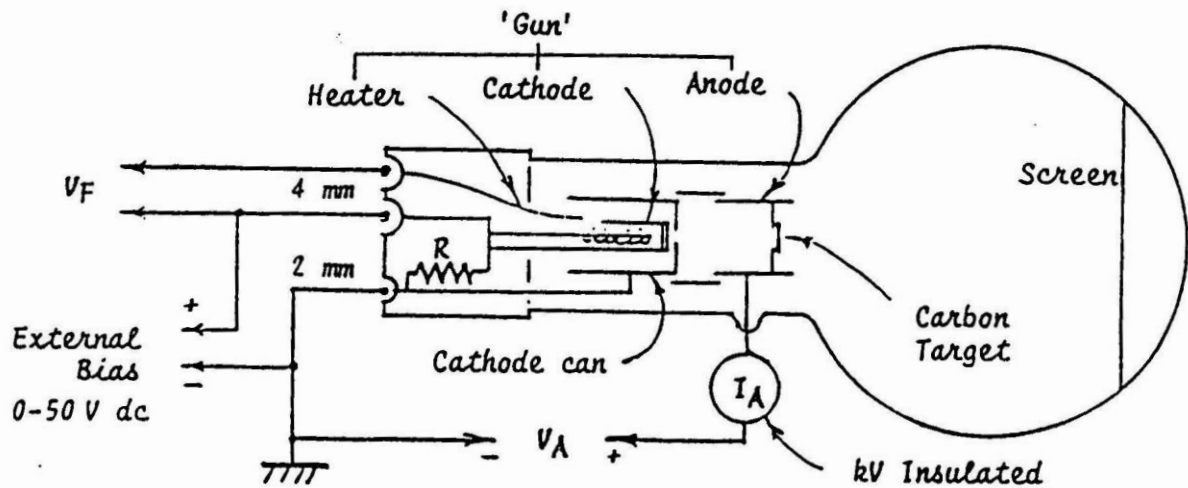 'Gun'
Heater Cathode Anode
V_F
4 mm
Screen
R
2 mm
+
External
Bias
-
0-50 V dc
Cathode can
Carbon
Target
I_A
- V_A +
kV Insulated